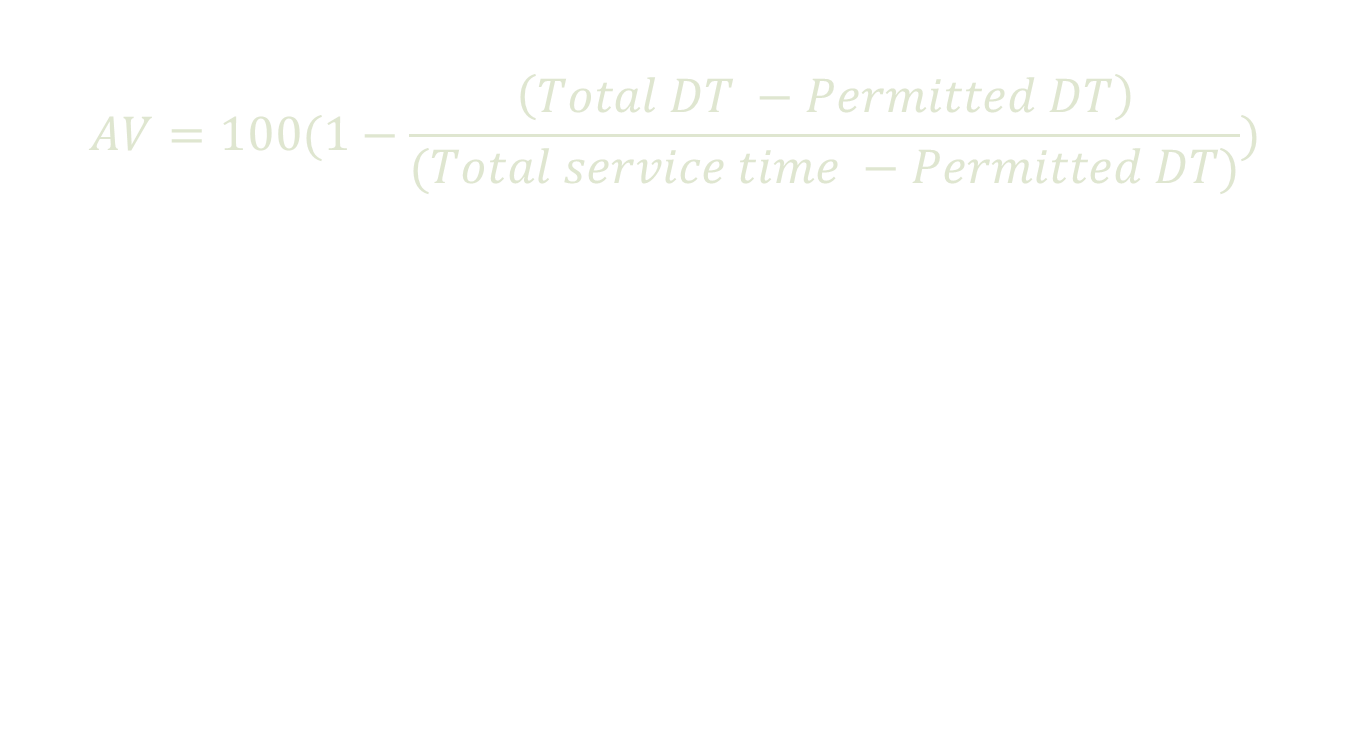 AV = 100(1 − (Total DT − Permitted DT) / (Total service time − Permitted DT))